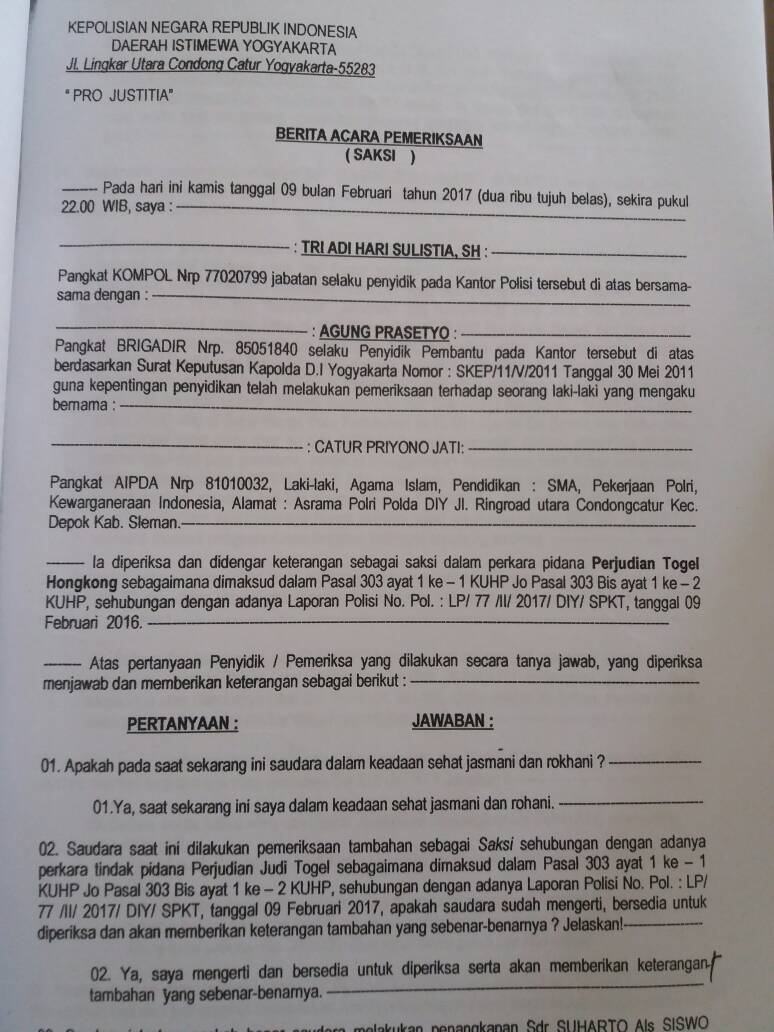 KEPOLISIAN NEGARA REPUBLIK INDONESIA
DAERAH ISTIMEWA YOGYAKARTA
Jl. Lingkar Utara Condong Catur Yogyakarta-55283
“ PRO JUSTITIA”
BERITA ACARA PEMERIKSAAN
( SAKSI )
------- Pada hari ini kamis tanggal 09 bulan Februari tahun 2017 (dua ribu tujuh belas), sekira pukul
22.00 WIB, saya : -------
------- : TRI ADI HARI SULISTIA, SH : -------
Pangkat KOMPOL Nrp 77020799 jabatan selaku penyidik pada Kantor Polisi tersebut di atas bersama-
sama dengan : -------
------- : AGUNG PRASETYO : -------
Pangkat BRIGADIR Nrp. 85051840 selaku Penyidik Pembantu pada Kantor tersebut di atas
berdasarkan Surat Keputusan Kapolda D.I Yogyakarta Nomor : SKEP/11/V/2011 Tanggal 30 Mei 2011
guna kepentingan penyidikan telah melakukan pemeriksaan terhadap seorang laki-laki yang mengaku
bernama : -------
------- : CATUR PRIYONO JATI: -------
Pangkat AIPDA Nrp 81010032, Laki-laki, Agama Islam, Pendidikan : SMA, Pekerjaan Polri,
Kewarganeraan Indonesia, Alamat : Asrama Polri Polda DIY Jl. Ringroad utara Condongcatur Kec.
Depok Kab. Sleman.-------
------- Ia diperiksa dan didengar keterangan sebagai saksi dalam perkara pidana Perjudian Togel
Hongkong sebagaimana dimaksud dalam Pasal 303 ayat 1 ke – 1 KUHP Jo Pasal 303 Bis ayat 1 ke – 2
KUHP, sehubungan dengan adanya Laporan Polisi No. Pol. : LP/ 77 /II/ 2017/ DIY/ SPKT, tanggal 09
Februari 2016. -------
------- Atas pertanyaan Penyidik / Pemeriksa yang dilakukan secara tanya jawab, yang diperiksa
menjawab dan memberikan keterangan sebagai berikut : -------
PERTANYAAN : JAWABAN :
01. Apakah pada saat sekarang ini saudara dalam keadaan sehat jasmani dan rokhani ? -------
01.Ya, saat sekarang ini saya dalam keadaan sehat jasmani dan rohani. -------
02. Saudara saat ini dilakukan pemeriksaan tambahan sebagai Saksi sehubungan dengan adanya
perkara tindak pidana Perjudian Judi Togel sebagaimana dimaksud dalam Pasal 303 ayat 1 ke – 1
KUHP Jo Pasal 303 Bis ayat 1 ke – 2 KUHP, sehubungan dengan adanya Laporan Polisi No. Pol. : LP/
77 /II/ 2017/ DIY/ SPKT, tanggal 09 Februari 2017, apakah saudara sudah mengerti, bersedia untuk
diperiksa dan akan memberikan keterangan tambahan yang sebenar-benarnya ? Jelaskan!-------
02. Ya, saya mengerti dan bersedia untuk diperiksa serta akan memberikan keterangan
tambahan yang sebenar-benarnya. -------
saudara melakukan penangkapan Sdr SUHARTO Als SISWO